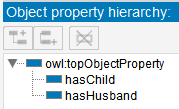 Object property hierarchy:
owl:topObjectProperty
hasChild
hasHusband